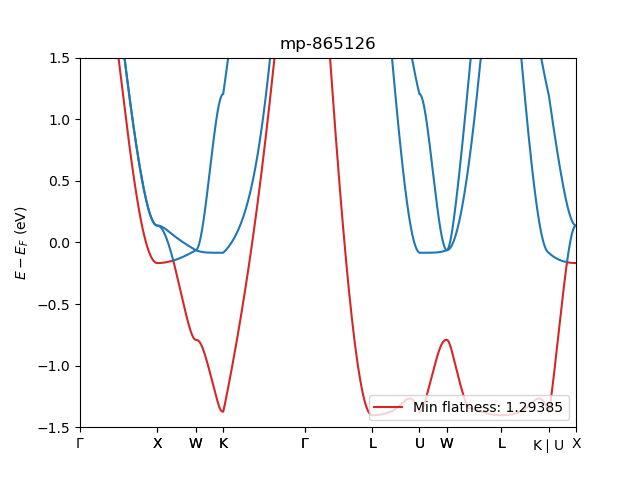 mp-865126
E − E_F (eV)
1.5
1.0
0.5
0.0
−0.5
−1.0
−1.5
Min flatness: 1.29385
Γ X W K Γ L U W L K | U X